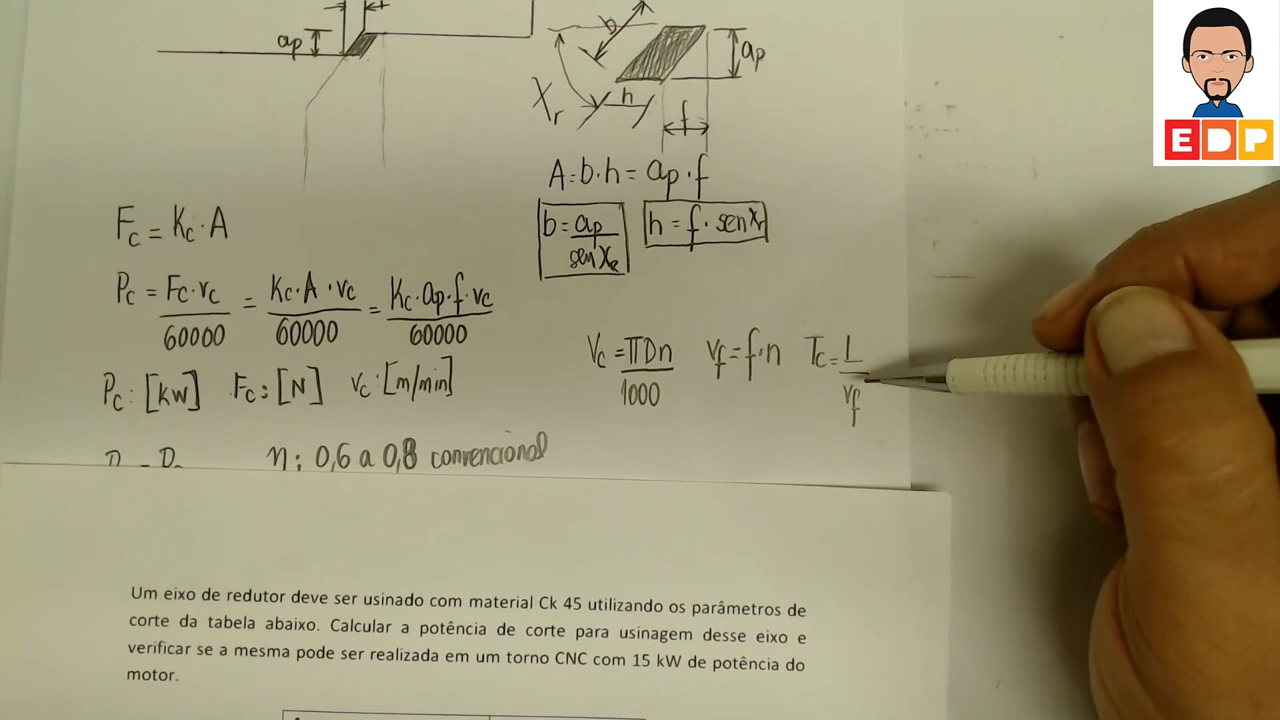 ap
f
b
ap
Xr
h
f
A = b·h = ap·f
b = ap / sen Xr
h = f · sen Xr
Fc = Kc · A
Pc = Fc·vc / 60000 = Kc·A·vc / 60000 = Kc·ap·f·vc / 60000
Vc = πDn / 1000 vf = f·n Tc = L / vf
Pc: [kW] Fc: [N] vc: [m/min]
η: 0,6 a 0,8 convencional
Um eixo de redutor deve ser usinado com material Ck 45 utilizando os parâmetros de
corte da tabela abaixo. Calcular a potência de corte para usinagem desse eixo e
verificar se a mesma pode ser realizada em um torno CNC com 15 kW de potência do
motor.
EDP